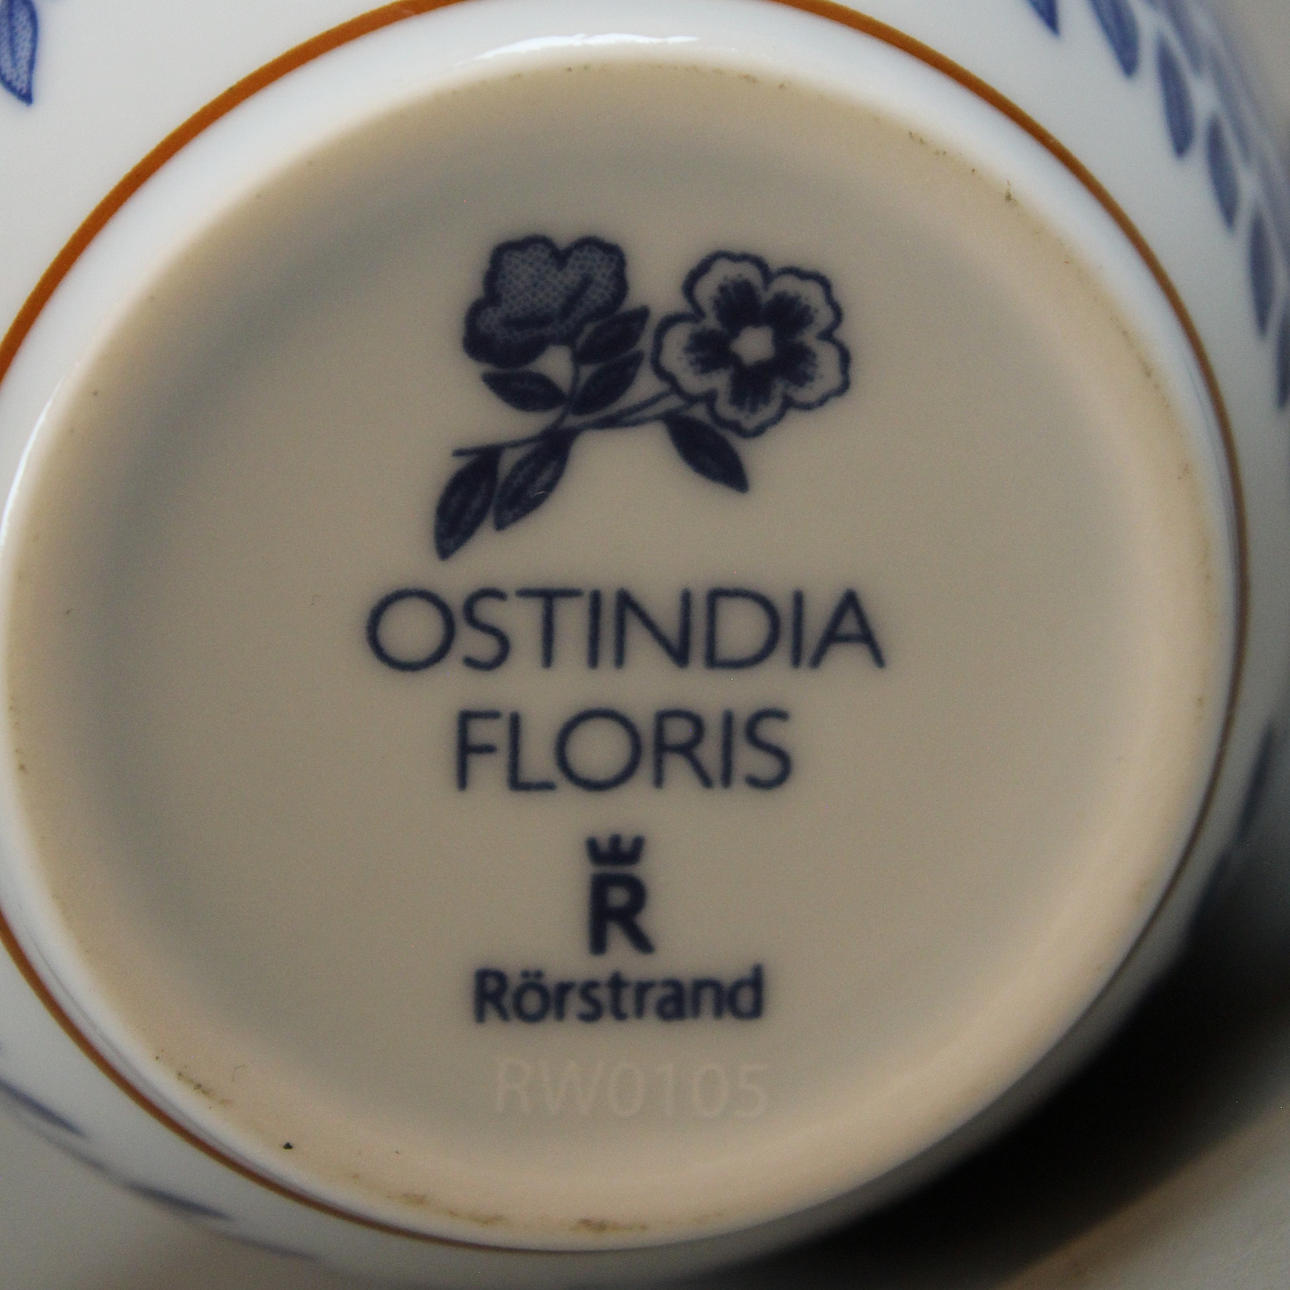 OSTINDIA
FLORIS
R
Rörstrand
RW0105